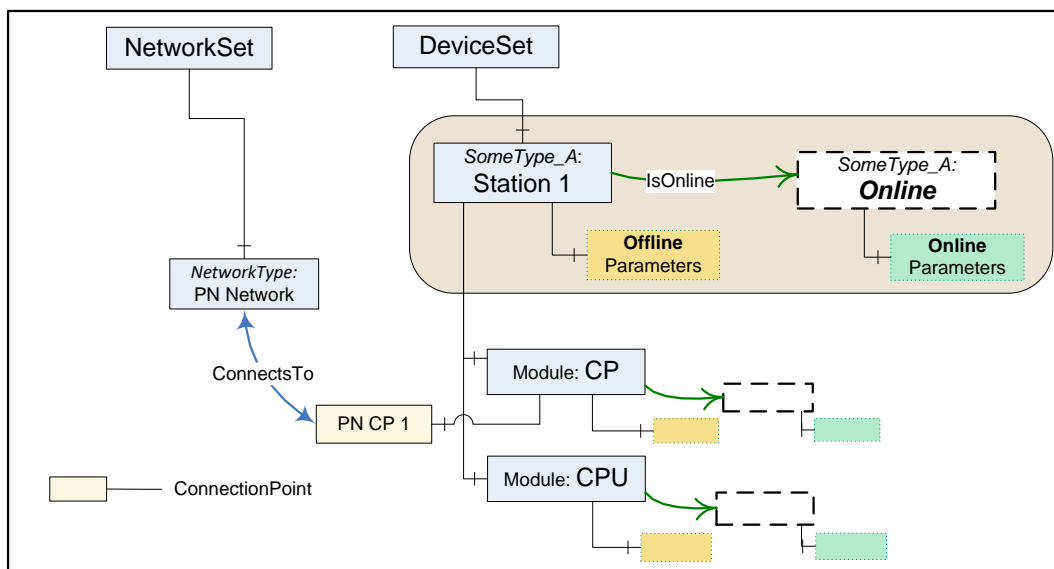 NetworkSet
DeviceSet
SomeType_A:
Station 1
IsOnline
SomeType_A:
Online
Offline
Parameters
Online
Parameters
NetworkType:
PN Network
ConnectsTo
Module: CP
PN CP 1
Module: CPU
ConnectionPoint